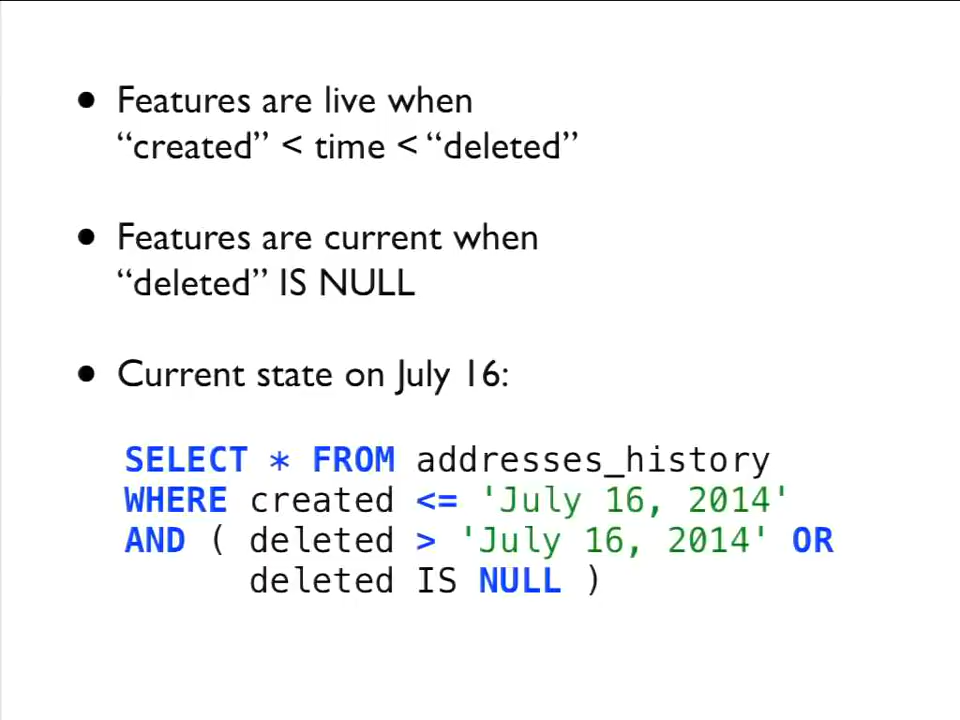 • Features are live when
“created” < time < “deleted”
• Features are current when
“deleted” IS NULL
• Current state on July 16:
SELECT * FROM addresses_history
WHERE created <= 'July 16, 2014'
AND ( deleted > 'July 16, 2014' OR
deleted IS NULL )